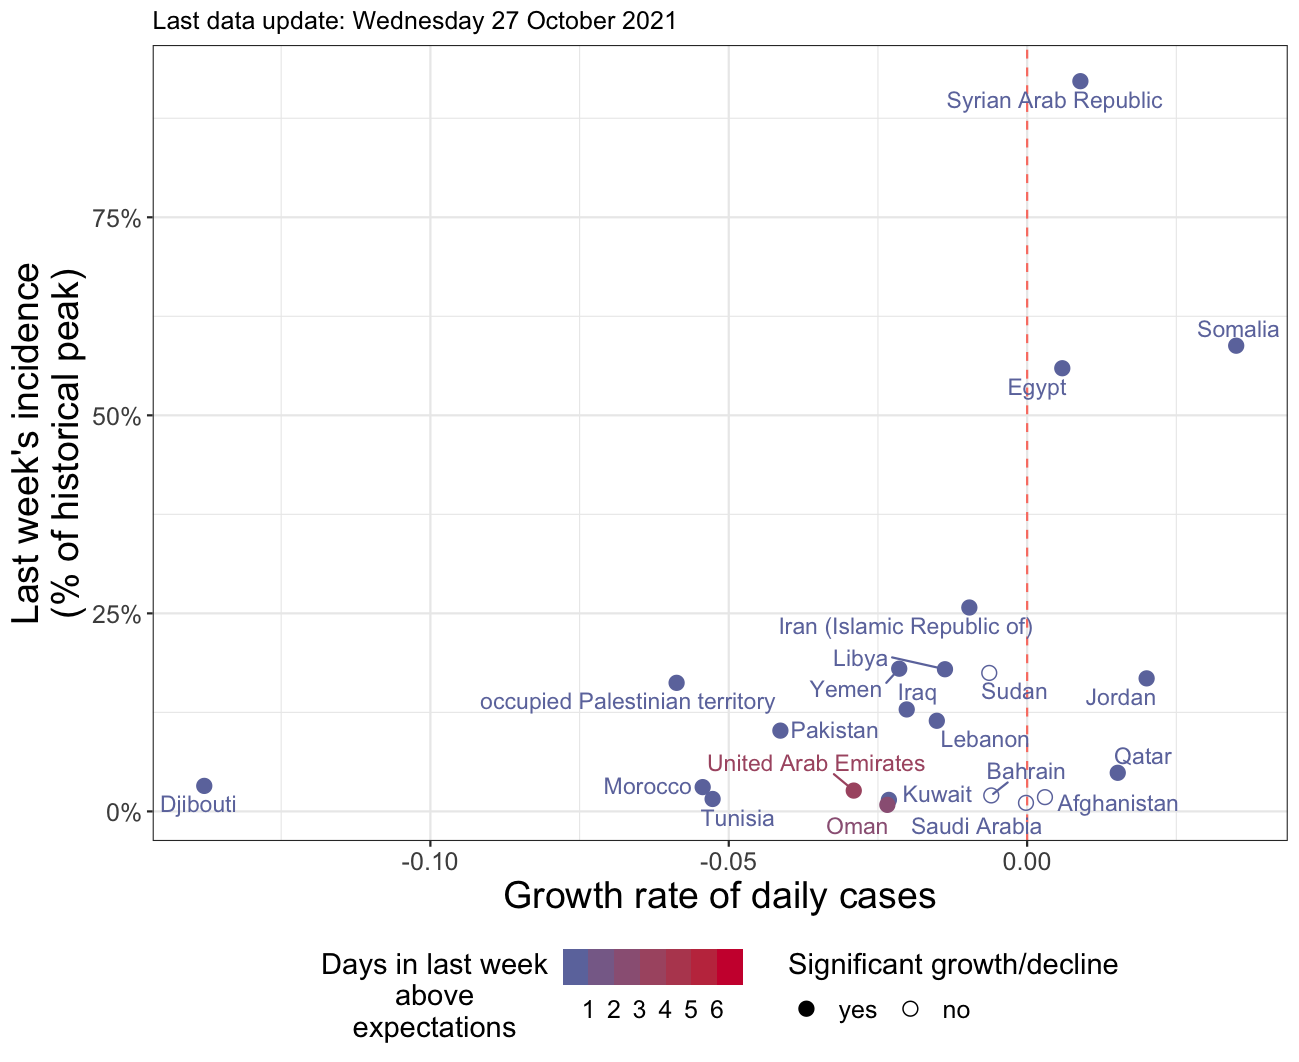 Last data update: Wednesday 27 October 2021
Last week's incidence
(% of historical peak)
75%
50%
25%
0%
Syrian Arab Republic
Somalia
Egypt
Iran (Islamic Republic of)
Libya
Yemen
Iraq
Sudan
Jordan
occupied Palestinian territory
Pakistan
Lebanon
United Arab Emirates
Qatar
Bahrain
Morocco
Kuwait
Djibouti
Afghanistan
Tunisia
Oman
Saudi Arabia
-0.10
-0.05
0.00
Growth rate of daily cases
Days in last week
above
expectations
1 2 3 4 5 6
Significant growth/decline
yes
no